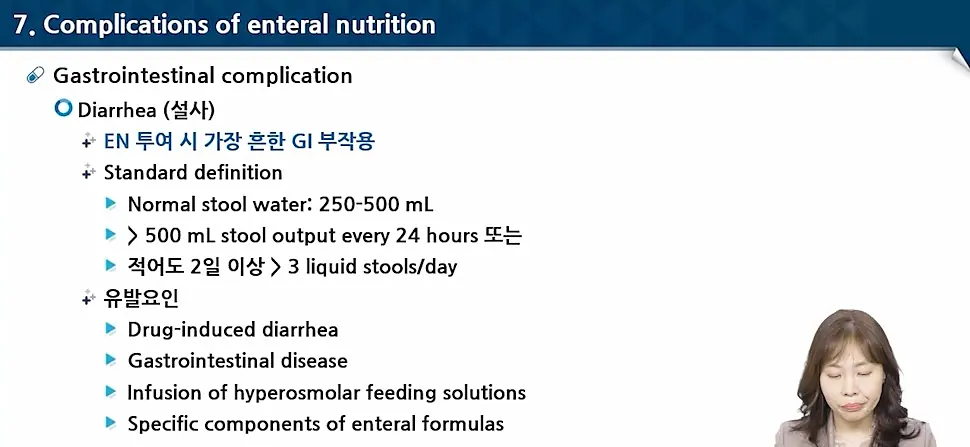 7. Complications of enteral nutrition
Gastrointestinal complication
Diarrhea (설사)
EN 투여 시 가장 흔한 GI 부작용
Standard definition
Normal stool water: 250-500 mL
> 500 mL stool output every 24 hours 또는
적어도 2일 이상 > 3 liquid stools/day
유발요인
Drug-induced diarrhea
Gastrointestinal disease
Infusion of hyperosmolar feeding solutions
Specific components of enteral formulas